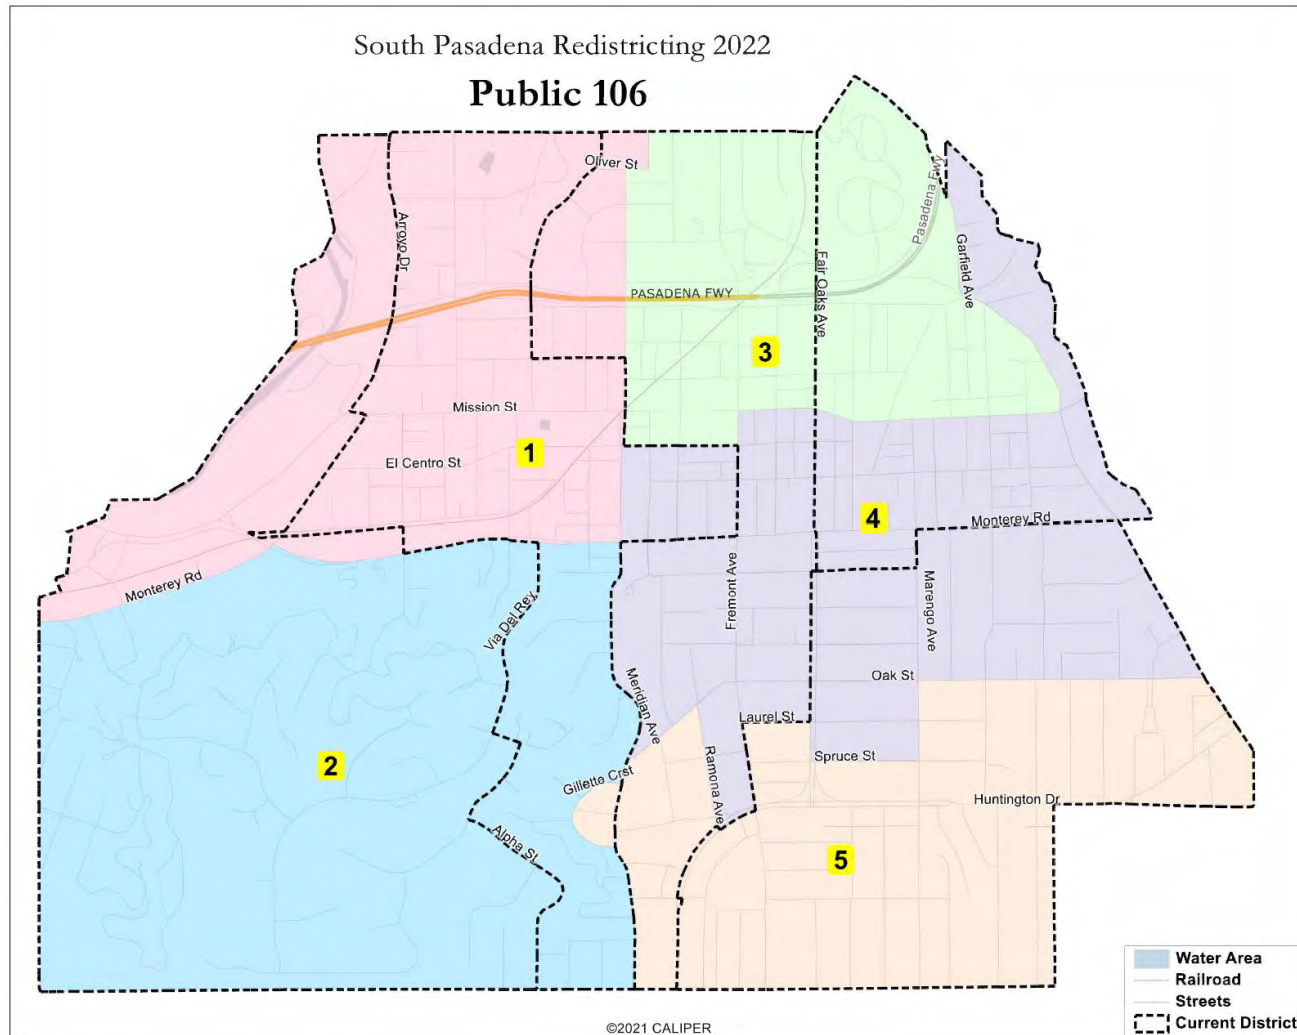 South Pasadena Redistricting 2022
Public 106
Oliver St
Pasadena Fwy
Arroyo Dr
Fair Oaks Ave
Garfield Ave
PASADENA FWY
3
Mission St
1
El Centro St
4
Monterey Rd
Monterey Rd
Via Del Rey
Fremont Ave
Marengo Ave
Meridian Ave
Oak St
Laurel St
2
Spruce St
Gillette Crst
Ramona Ave
Huntington Dr
Alpha St
5
Water Area
Railroad
Streets
Current District
©2021 CALIPER